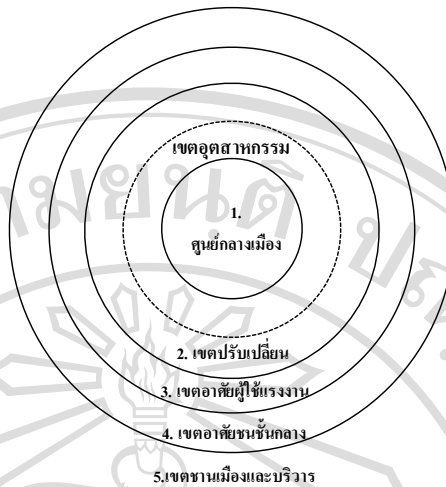 เขตอุตสาหกรรม
1.
ศูนย์กลางเมือง
2. เขตปรับเปลี่ยน
3. เขตอาศัยผู้ใช้แรงงาน
4. เขตอาศัยชนชั้นกลาง
5.เขตชานเมืองและบริวาร